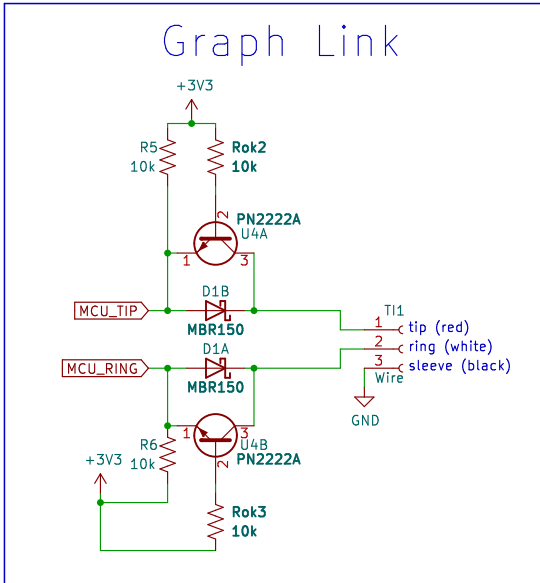 Graph Link
+3V3
R5
10k
Rok2
10k
2
PN2222A
U4A
1
3
D1B
MCU_TIP
MBR150
TI1
1
tip (red)
2
ring (white)
3
sleeve (black)
Wire
GND
D1A
MCU_RING
MBR150
1
3
R6
10k
U4B
PN2222A
2
+3V3
Rok3
10k